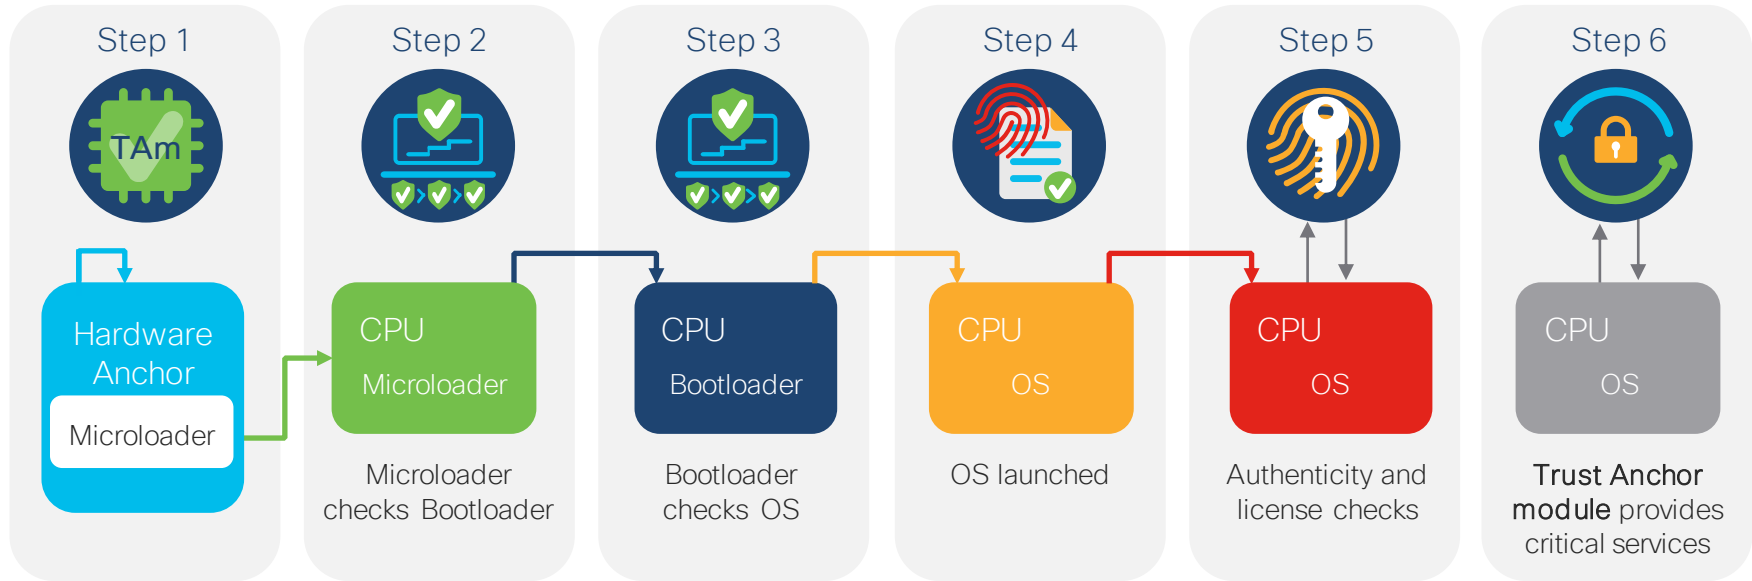 Step 1
TAm
Hardware
Anchor
Microloader
Step 2
CPU
Microloader
Microloader
checks Bootloader
Step 3
CPU
Bootloader
Bootloader
checks OS
Step 4
CPU
OS
OS launched
Step 5
CPU
OS
Authenticity and
license checks
Step 6
CPU
OS
Trust Anchor
module provides
critical services